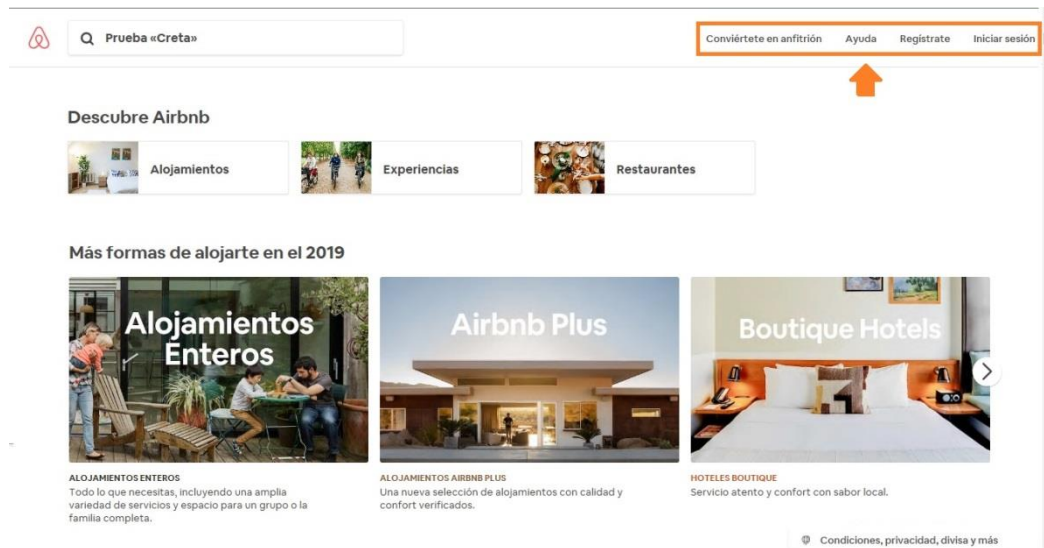 Prueba «Creta»
Conviértete en anfitrión Ayuda Regístrate Iniciar sesión
Descubre Airbnb
Alojamientos
Experiencias
Restaurantes
Más formas de alojarte en el 2019
Alojamientos
Enteros
Airbnb Plus
Boutique Hotels
ALOJAMIENTOS ENTEROS
Todo lo que necesitas, incluyendo una amplia
variedad de servicios y espacio para un grupo o la
familia completa.
ALOJAMIENTOS AIRBNB PLUS
Una nueva selección de alojamientos con calidad y
confort verificados.
HOTELES BOUTIQUE
Servicio atento y confort con sabor local.
Condiciones, privacidad, divisa y más